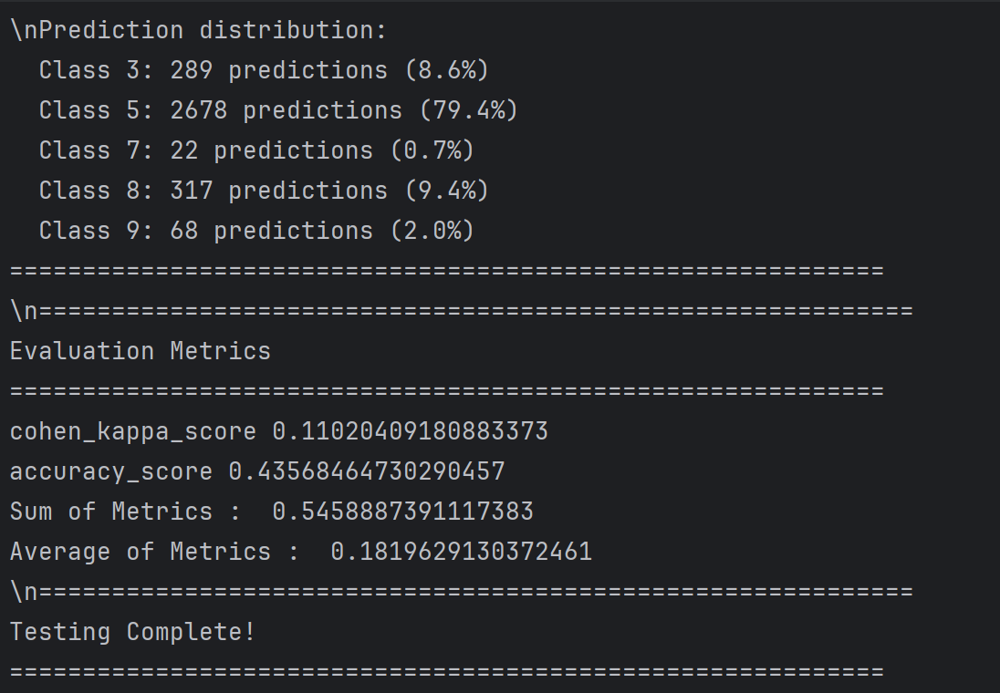 \nPrediction distribution:
  Class 3: 289 predictions (8.6%)
  Class 5: 2678 predictions (79.4%)
  Class 7: 22 predictions (0.7%)
  Class 8: 317 predictions (9.4%)
  Class 9: 68 predictions (2.0%)
============================================================
\n============================================================
Evaluation Metrics
============================================================
cohen_kappa_score 0.11020409180883373
accuracy_score 0.43568464730290457
Sum of Metrics :  0.5458887391117383
Average of Metrics :  0.1819629130372461
\n============================================================
Testing Complete!
============================================================